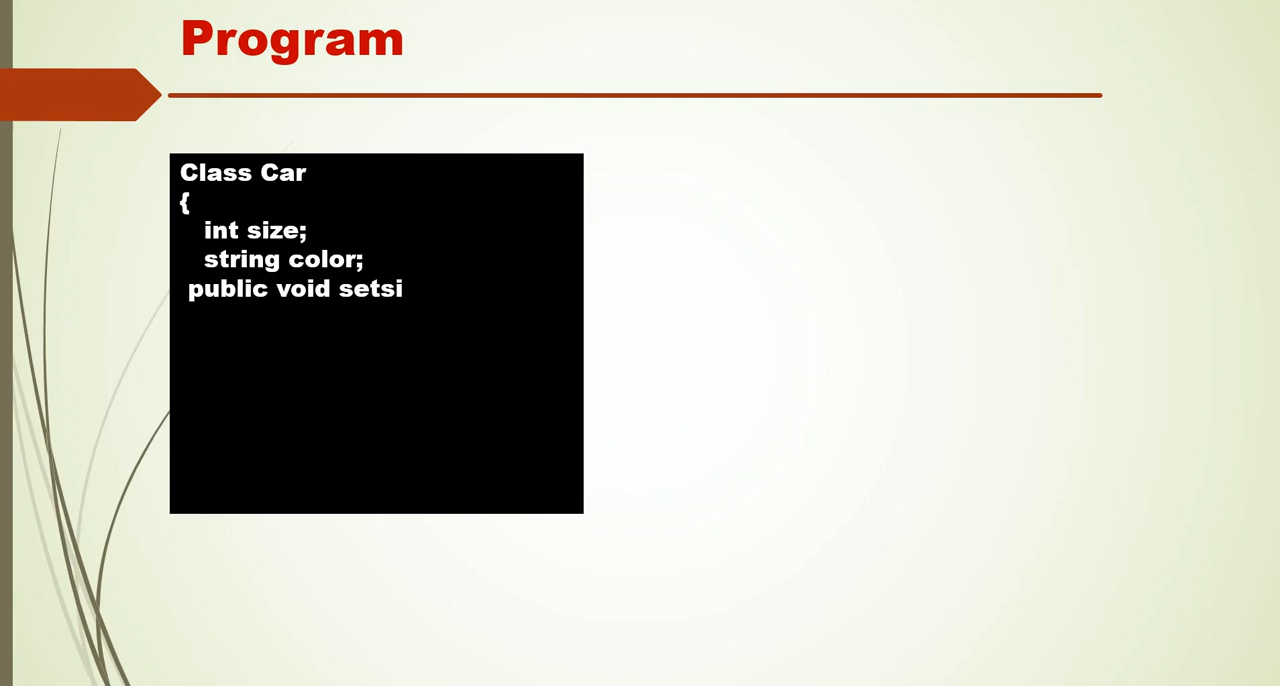 Program
Class Car
{
int size;
string color;
public void setsi